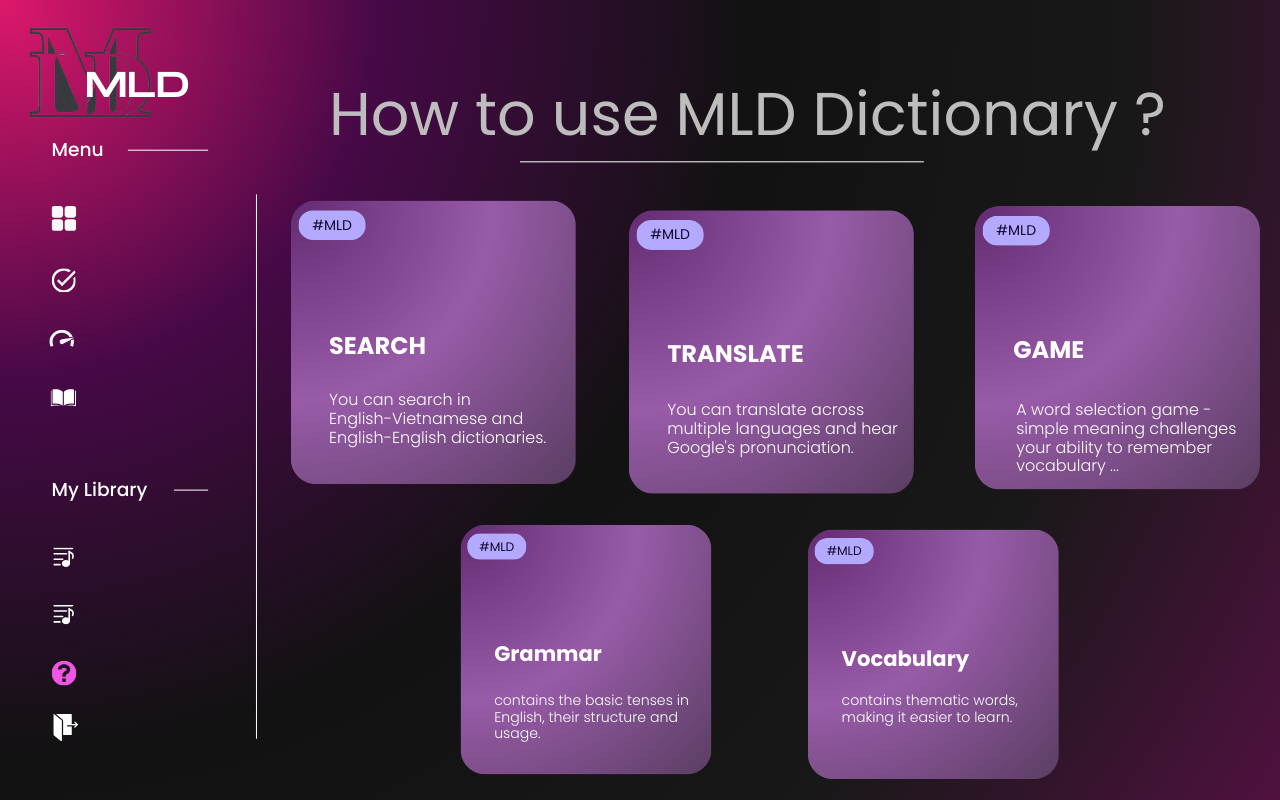 MLD
Menu
My Library
How to use MLD Dictionary ?
#MLD
SEARCH
You can search in
English-Vietnamese and
English-English dictionaries.
#MLD
TRANSLATE
You can translate across
multiple languages and hear
Google's pronunciation.
#MLD
GAME
A word selection game -
simple meaning challenges
your ability to remember
vocabulary ...
#MLD
Grammar
contains the basic tenses in
English, their structure and
usage.
#MLD
Vocabulary
contains thematic words,
making it easier to learn.